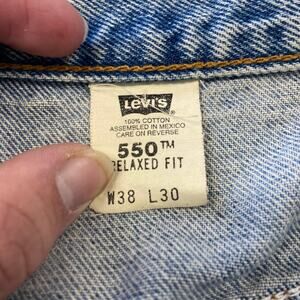 LEVI'S
100% COTTON
ASSEMBLED IN MEXICO
CARE ON REVERSE
550™
RELAXED FIT
W38 L30